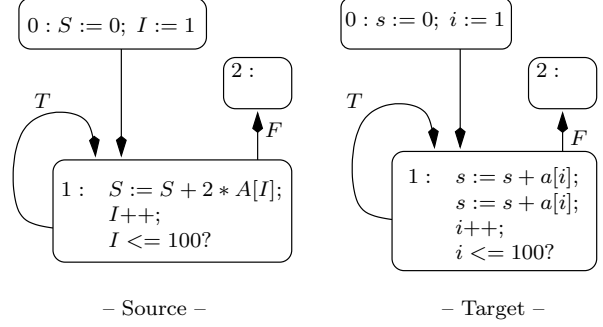 0 : S := 0; I := 1
2 :
T
F
1 : S := S + 2 * A[I];
I++;
I <= 100?
– Source –
0 : s := 0; i := 1
2 :
T
F
1 : s := s + a[i];
s := s + a[i];
i++;
i <= 100?
– Target –